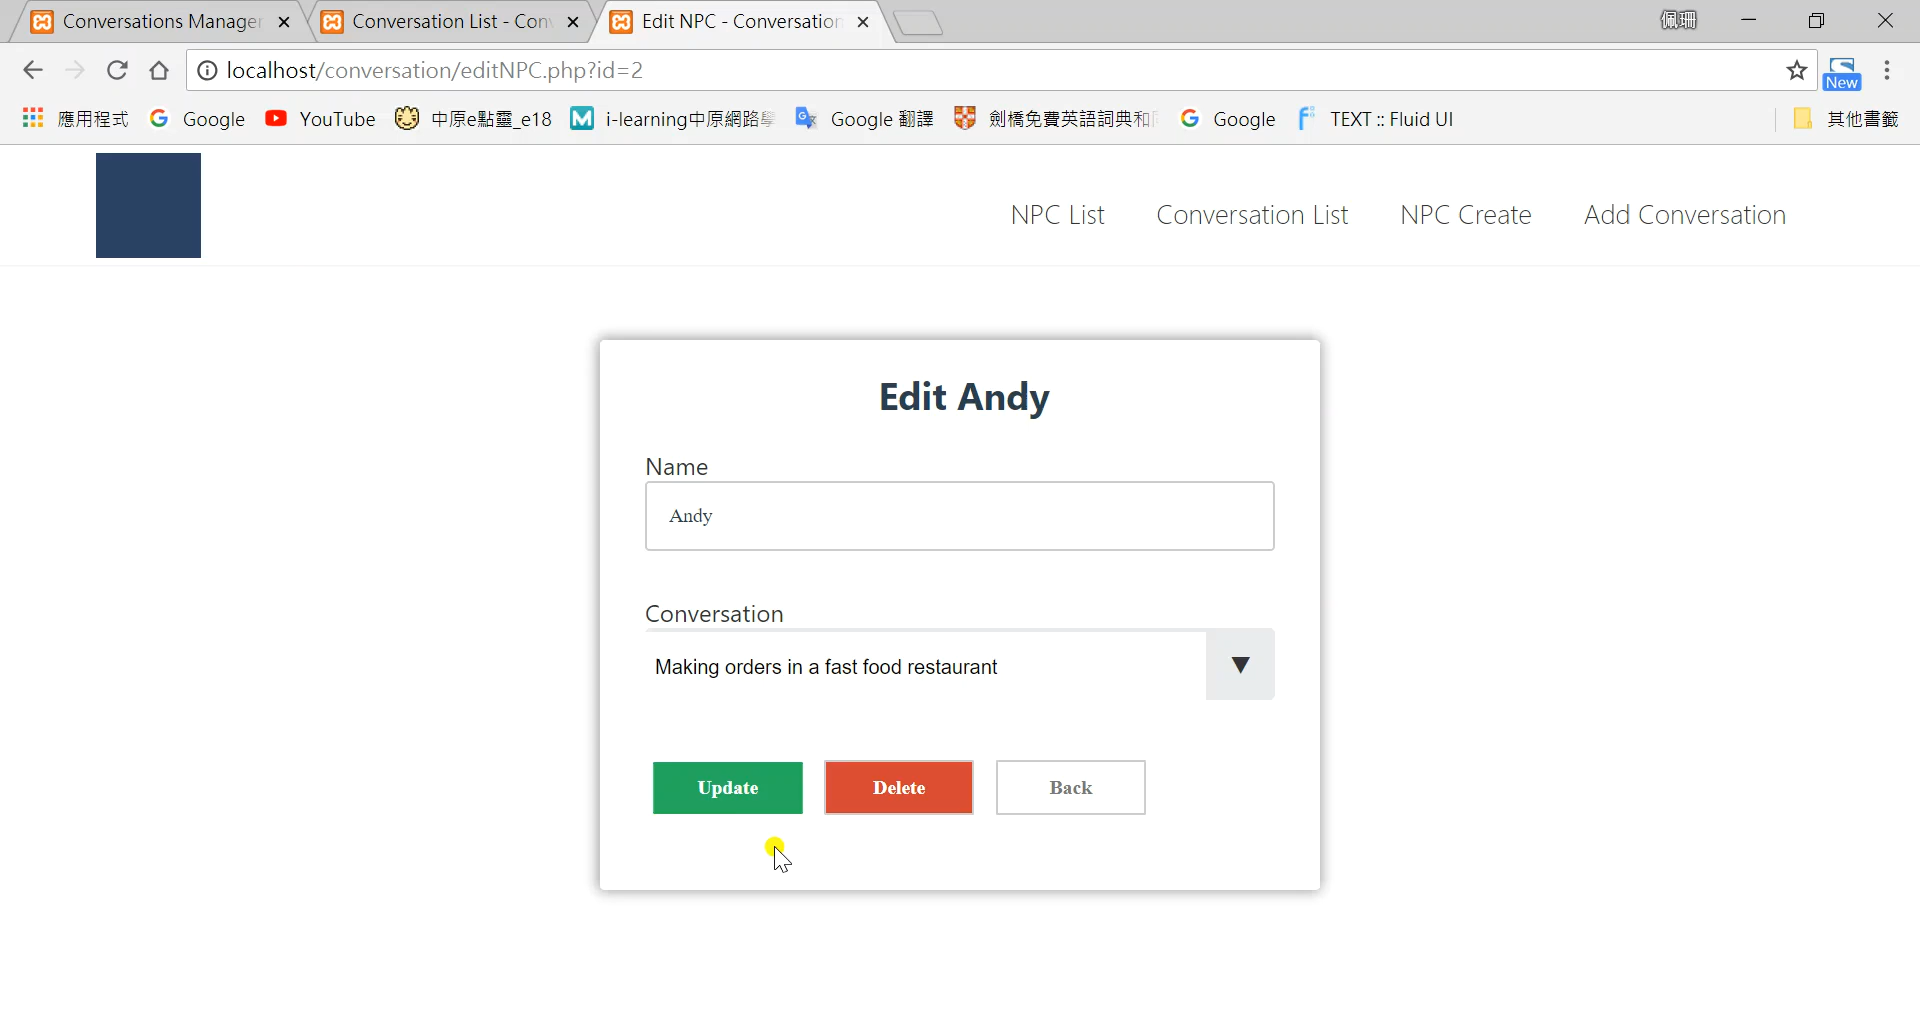 Conversations Manager
Conversation List - Con
Edit NPC - Conversation
佩珊
localhost/conversation/editNPC.php?id=2
New
應用程式
Google
YouTube
中原e點靈_e18
i-learning中原網路學
Google 翻譯
劍橋免費英語詞典和
Google
TEXT :: Fluid UI
其他書籤
NPC List
Conversation List
NPC Create
Add Conversation
Edit Andy
Name
Andy
Conversation
Making orders in a fast food restaurant
Update
Delete
Back